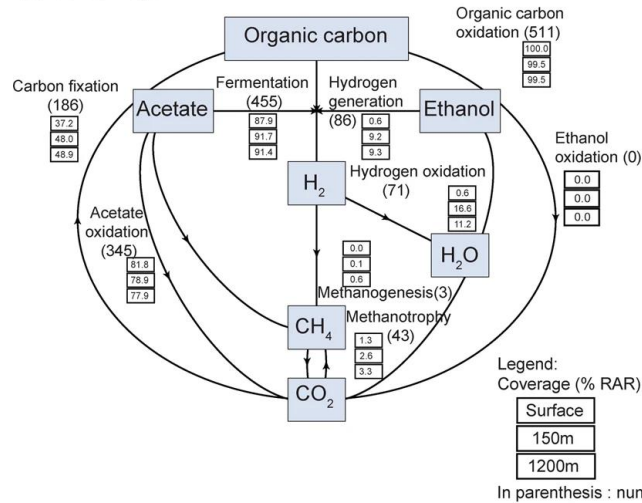 Organic carbon
Organic carbon
oxidation (511)
100.0
99.5
99.5
Carbon fixation
(186)
37.2
48.0
48.9
Acetate
Fermentation
(455)
87.9
91.7
91.4
Hydrogen
generation
(86)
0.6
9.2
9.3
Ethanol
Ethanol
oxidation (0)
0.0
0.0
0.0
H2
Hydrogen oxidation
(71)
0.6
16.6
11.2
Acetate
oxidation
(345)
81.8
78.9
77.9
H2O
0.0
0.1
0.6
Methanogenesis(3)
CH4
Methanotrophy
(43)
1.3
2.6
3.3
CO2
Legend:
Coverage (% RAR)
Surface
150m
1200m
In parenthesis : num